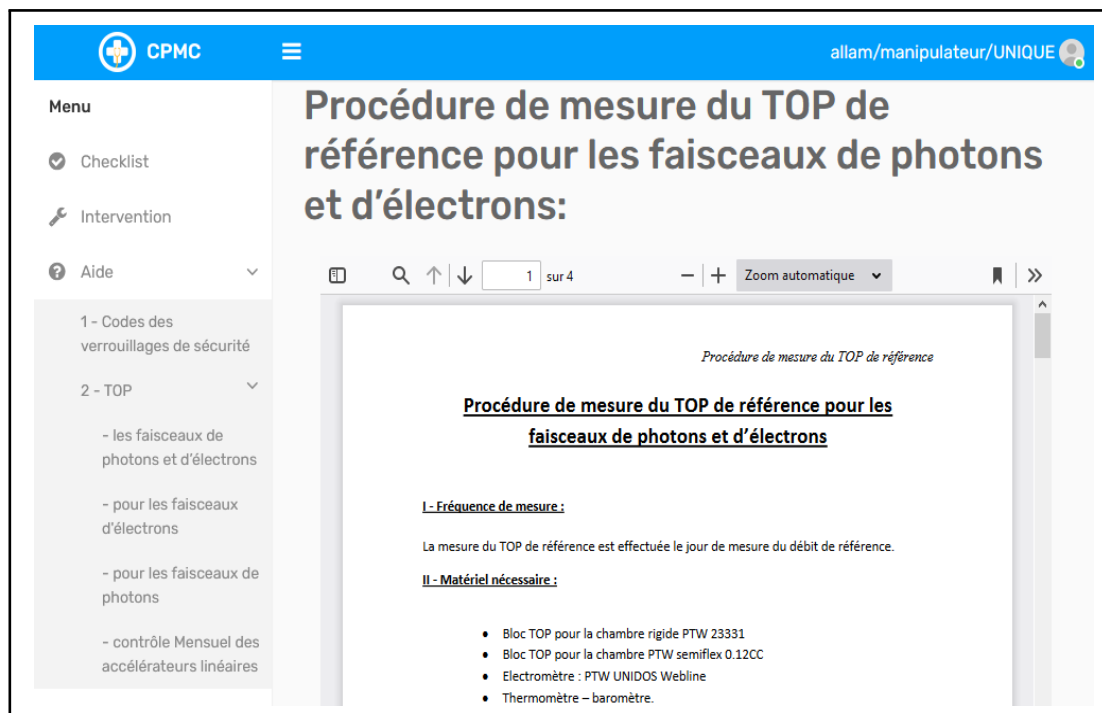 CPMC
allam/manipulateur/UNIQUE
Menu
Checklist
Intervention
Aide
1 - Codes des
verrouillages de sécurité
2 - TOP
- les faisceaux de
photons et d'électrons
- pour les faisceaux
d'électrons
- pour les faisceaux de
photons
- contrôle Mensuel des
accélérateurs linéaires
Procédure de mesure du TOP de
référence pour les faisceaux de photons
et d'électrons:
1 sur 4
Zoom automatique
Procédure de mesure du TOP de référence
Procédure de mesure du TOP de référence pour les
faisceaux de photons et d'électrons
I - Fréquence de mesure :
La mesure du TOP de référence est effectuée le jour de mesure du débit de référence.
II - Matériel nécessaire :
• Bloc TOP pour la chambre rigide PTW 23331
• Bloc TOP pour la chambre PTW semiflex 0.12CC
• Electromètre : PTW UNIDOS Webline
• Thermomètre – baromètre.